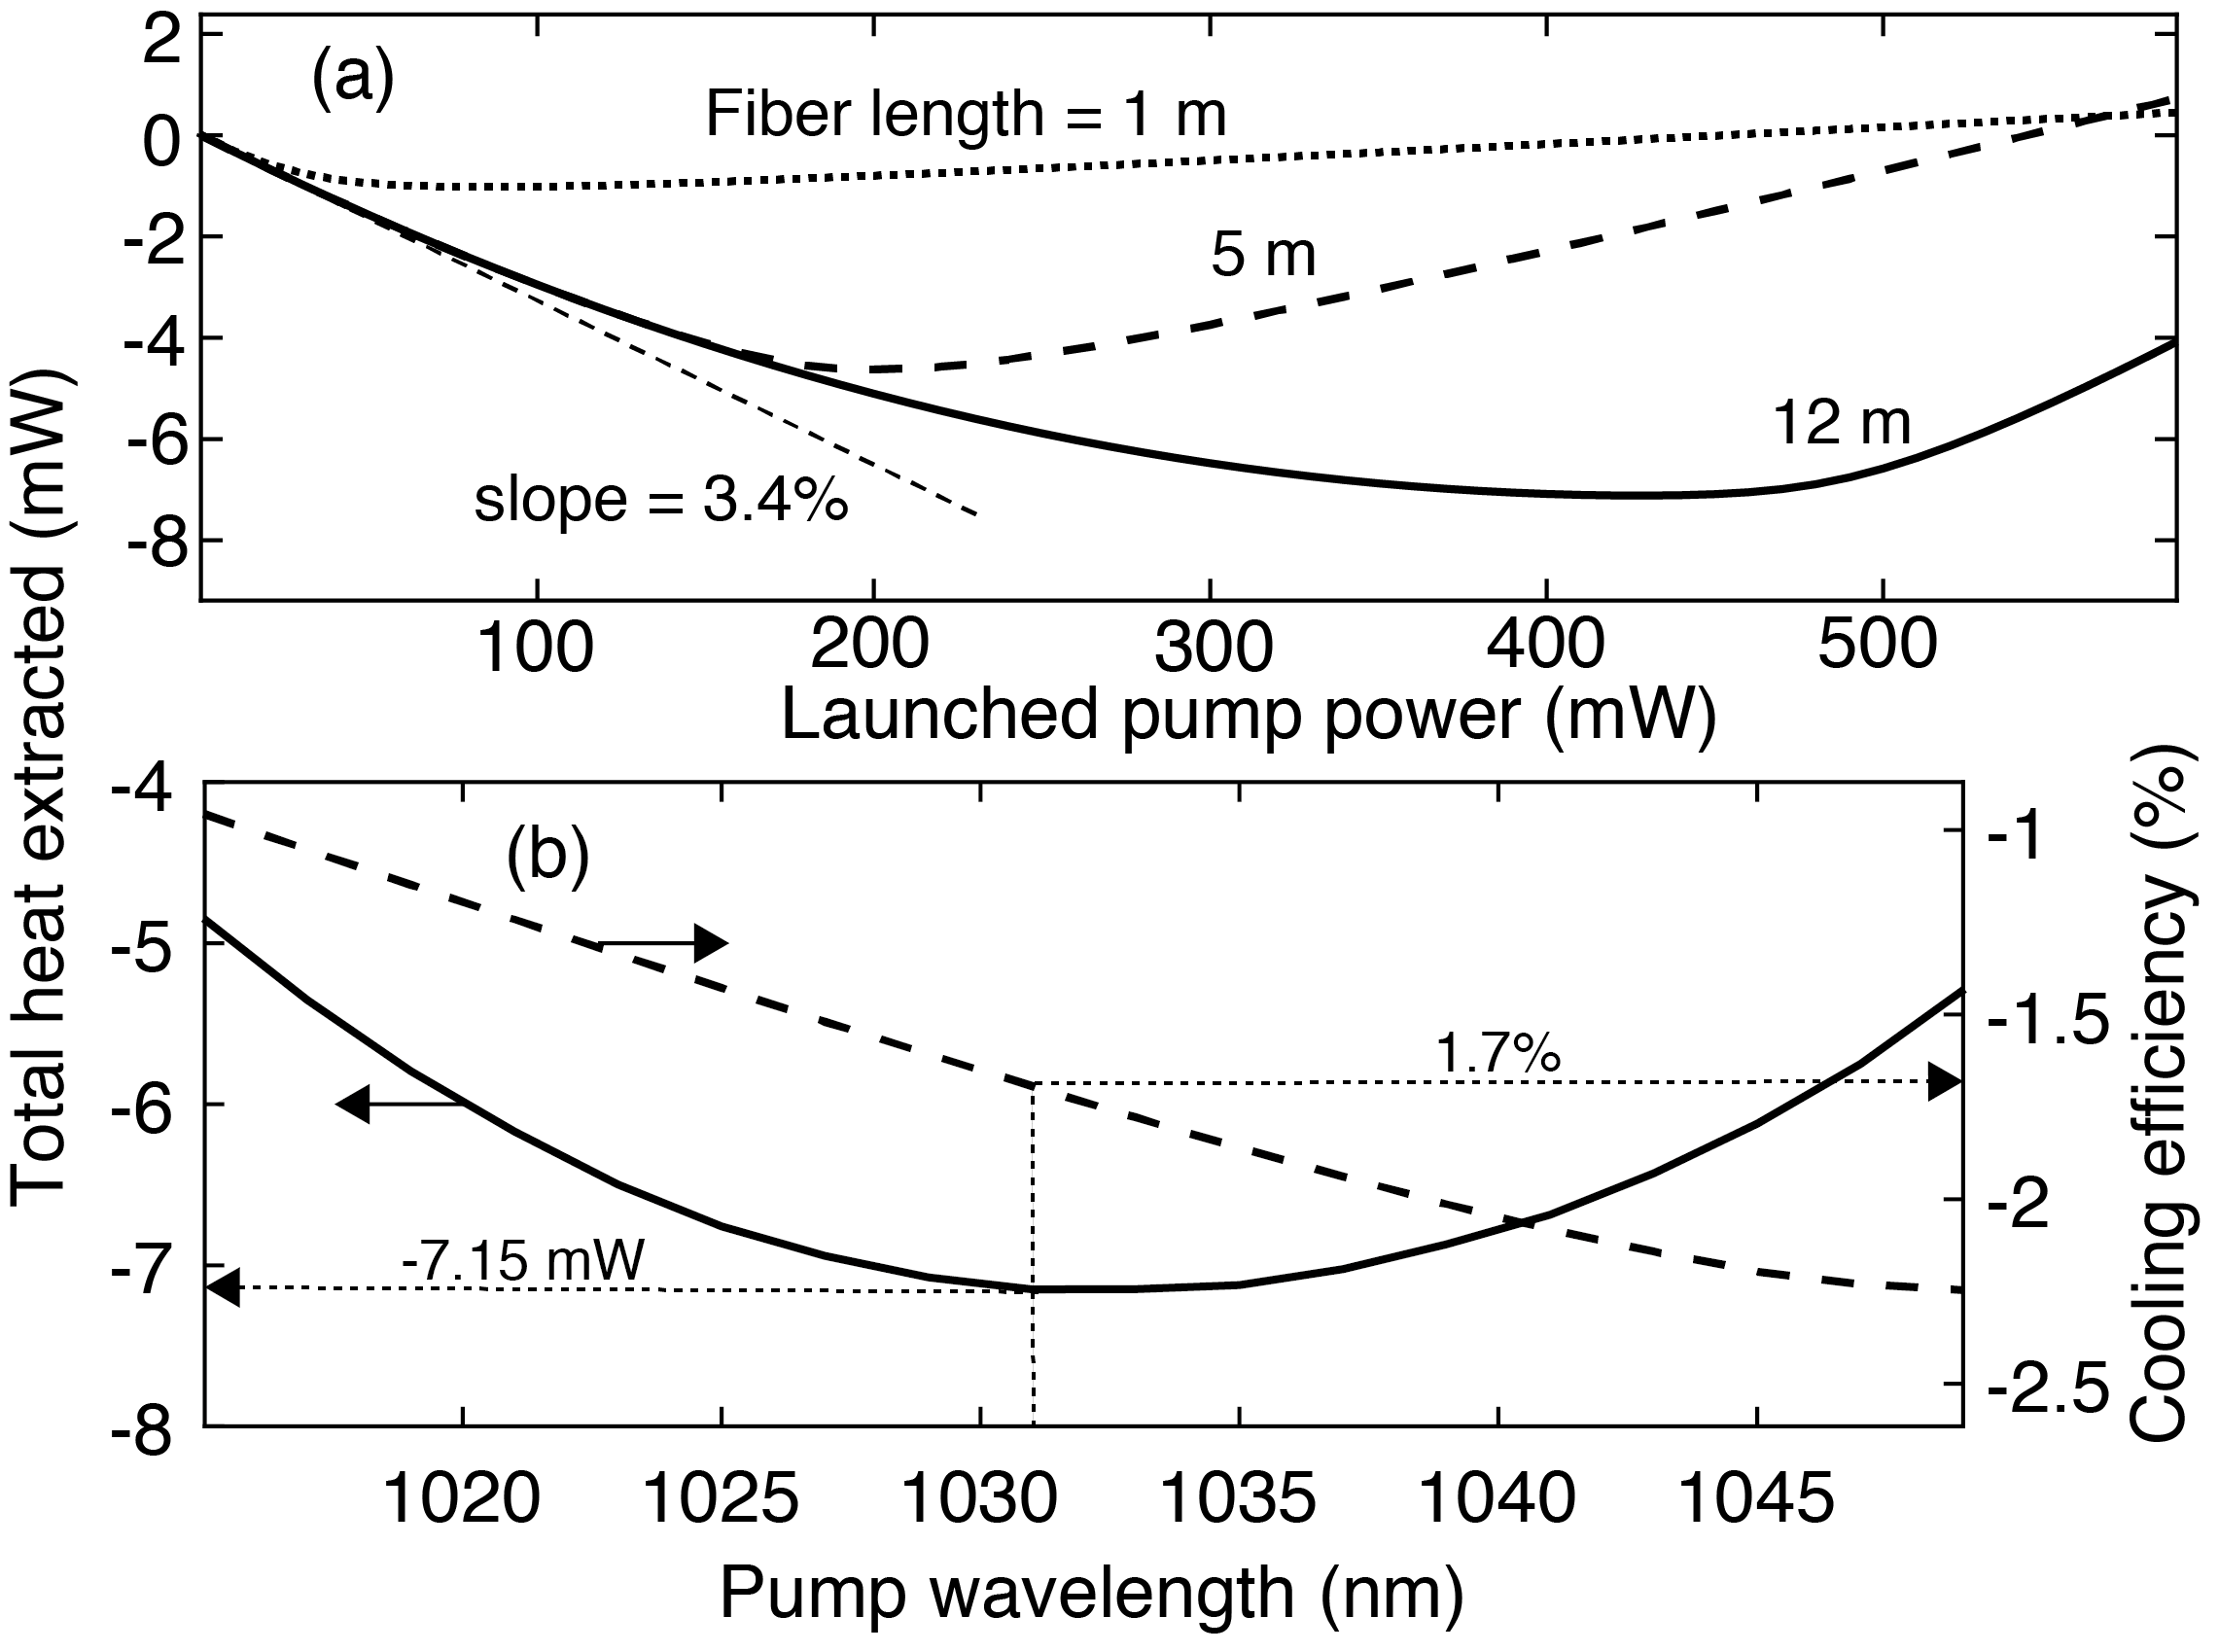 Total heat extracted (mW)
(a)
2
0
-2
-4
-6
-8
Fiber length = 1 m
5 m
12 m
slope = 3.4%
100 200 300 400 500
Launched pump power (mW)
(b)
-4
-5
-6
-7
-8
1.7%
-7.15 mW
-1
-1.5
-2
-2.5
Cooling efficiency (%)
1020 1025 1030 1035 1040 1045
Pump wavelength (nm)